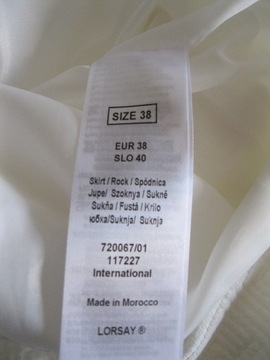 SIZE 38
EUR 38
SLO 40
Skirt / Rock / Spódnica
Jupe/ Szoknya / Sukně
Sukňa / Fustă / Krilo
юбха/Suknja/ Suknja
720067/01
117227
International
Made in Morocco
LORSAY ®